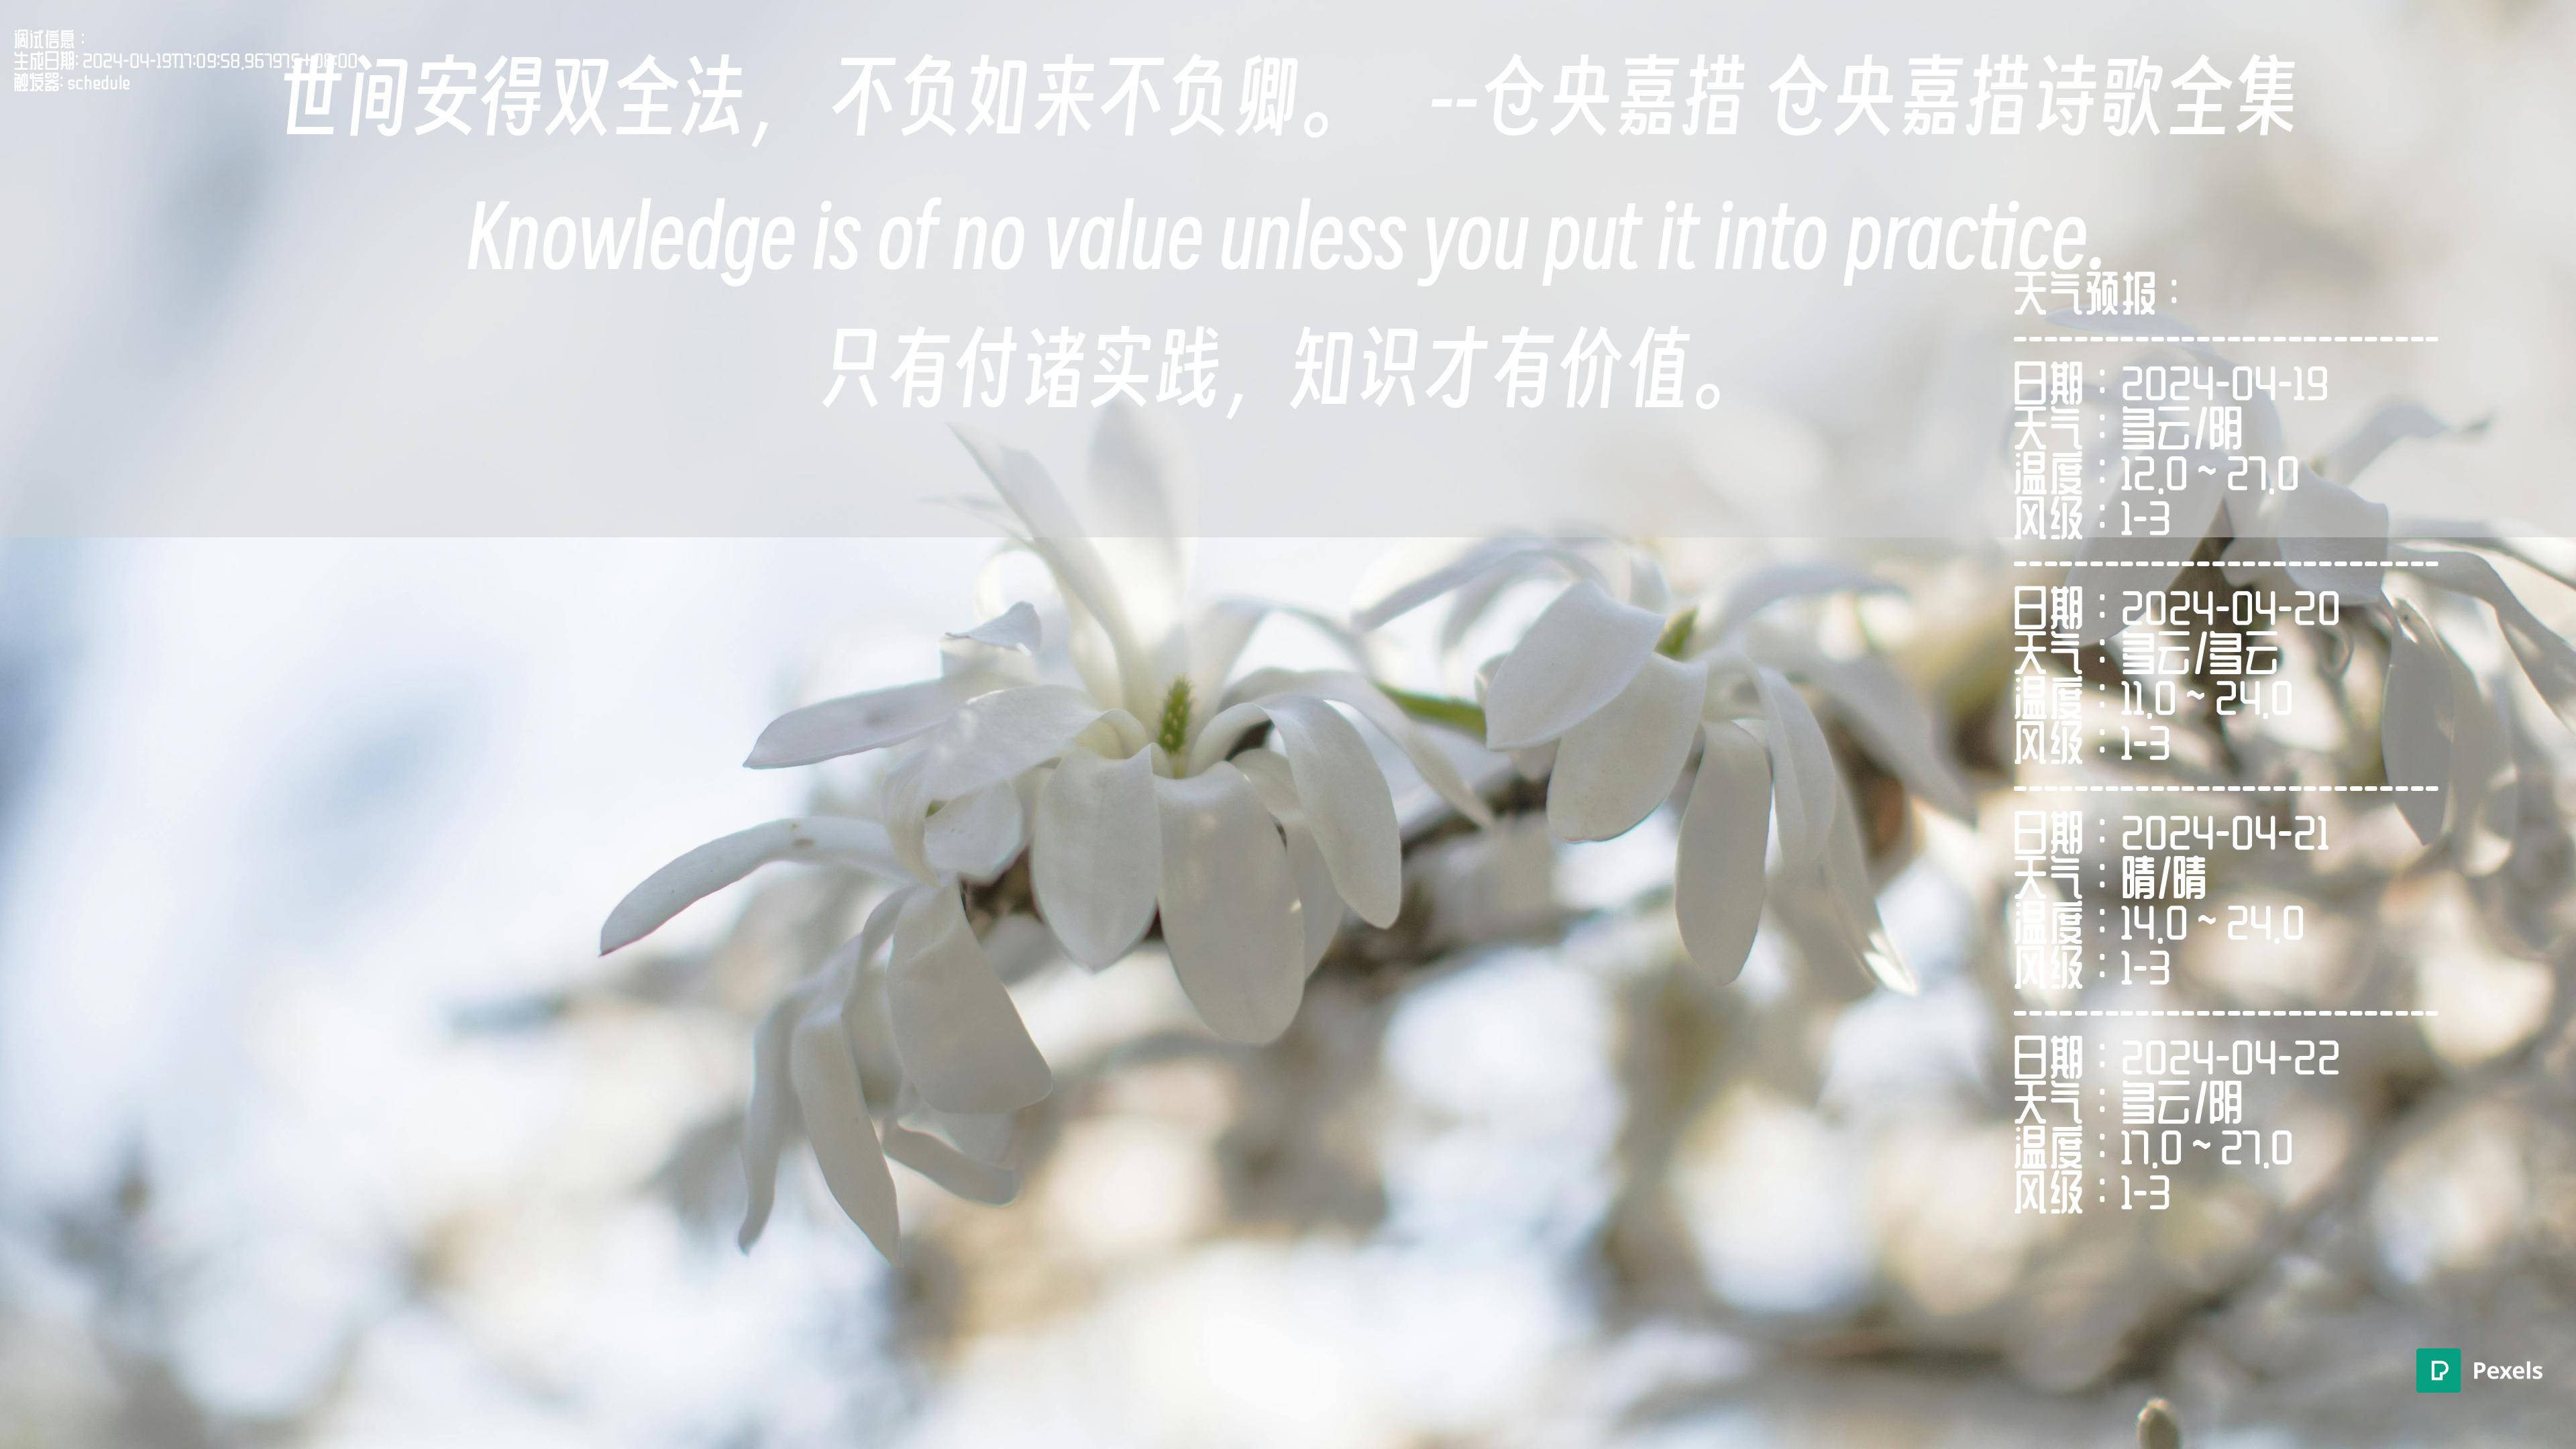 调试信息：
生成日期: 2024-04-19T17:09:58.967975+08:00
触发器: schedule
世间安得双全法，不负如来不负卿。 --仓央嘉措 仓央嘉措诗歌全集
Knowledge is of no value unless you put it into practice.
只有付诸实践，知识才有价值。
天气预报：
------------------------------
日期：2024-04-19
天气：多云/阴
温度：12.0 ~ 27.0
风级：1-3
------------------------------
日期：2024-04-20
天气：多云/多云
温度：11.0 ~ 24.0
风级：1-3
------------------------------
日期：2024-04-21
天气：晴/晴
温度：14.0 ~ 24.0
风级：1-3
------------------------------
日期：2024-04-22
天气：多云/阴
温度：17.0 ~ 27.0
风级：1-3
Pexels